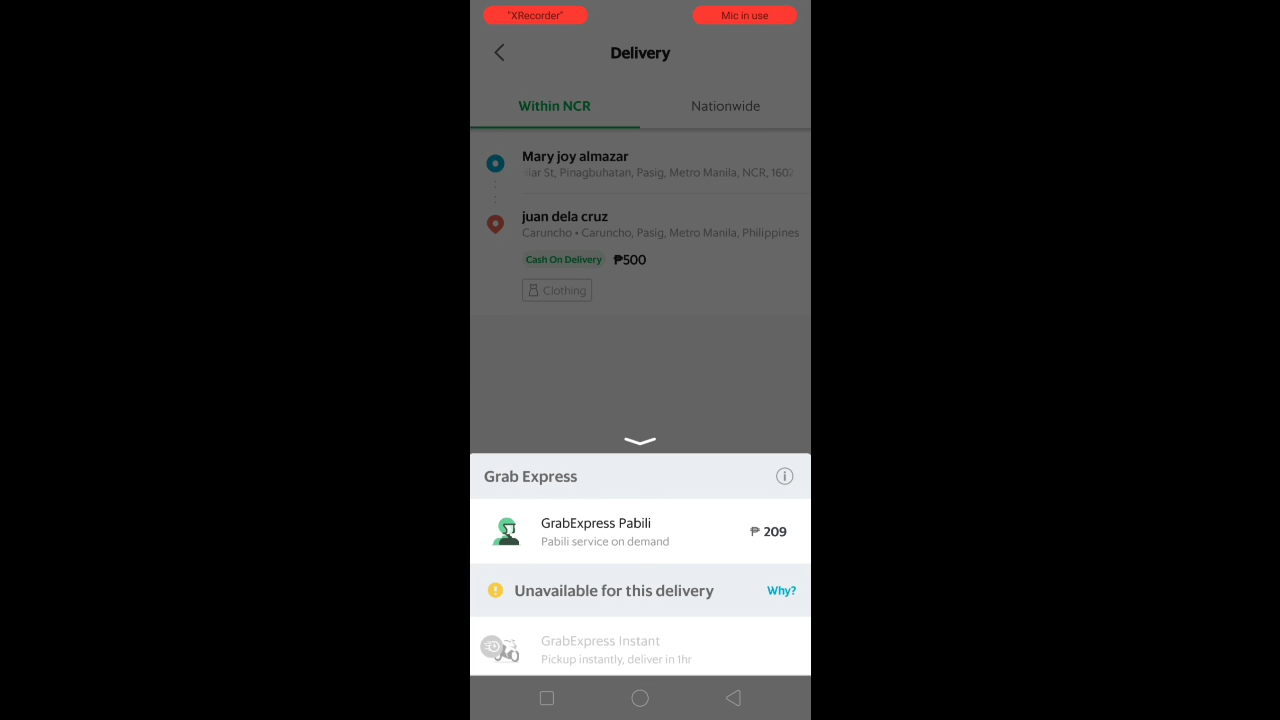 "XRecorder"
Mic in use
Delivery
Within NCR
Nationwide
Mary joy almazar
St, Pinagbuhatan, Pasig, Metro Manila, NCR, 160
juan dela cruz
Caruncho • Caruncho, Pasig, Metro Manila, Philippines
Cash On Delivery ₱500
Clothing
Grab Express
GrabExpress Pabili
₱ 209
Pabili service on demand
Unavailable for this delivery
Why?
GrabExpress Instant
Pickup instantly, deliver in 1hr